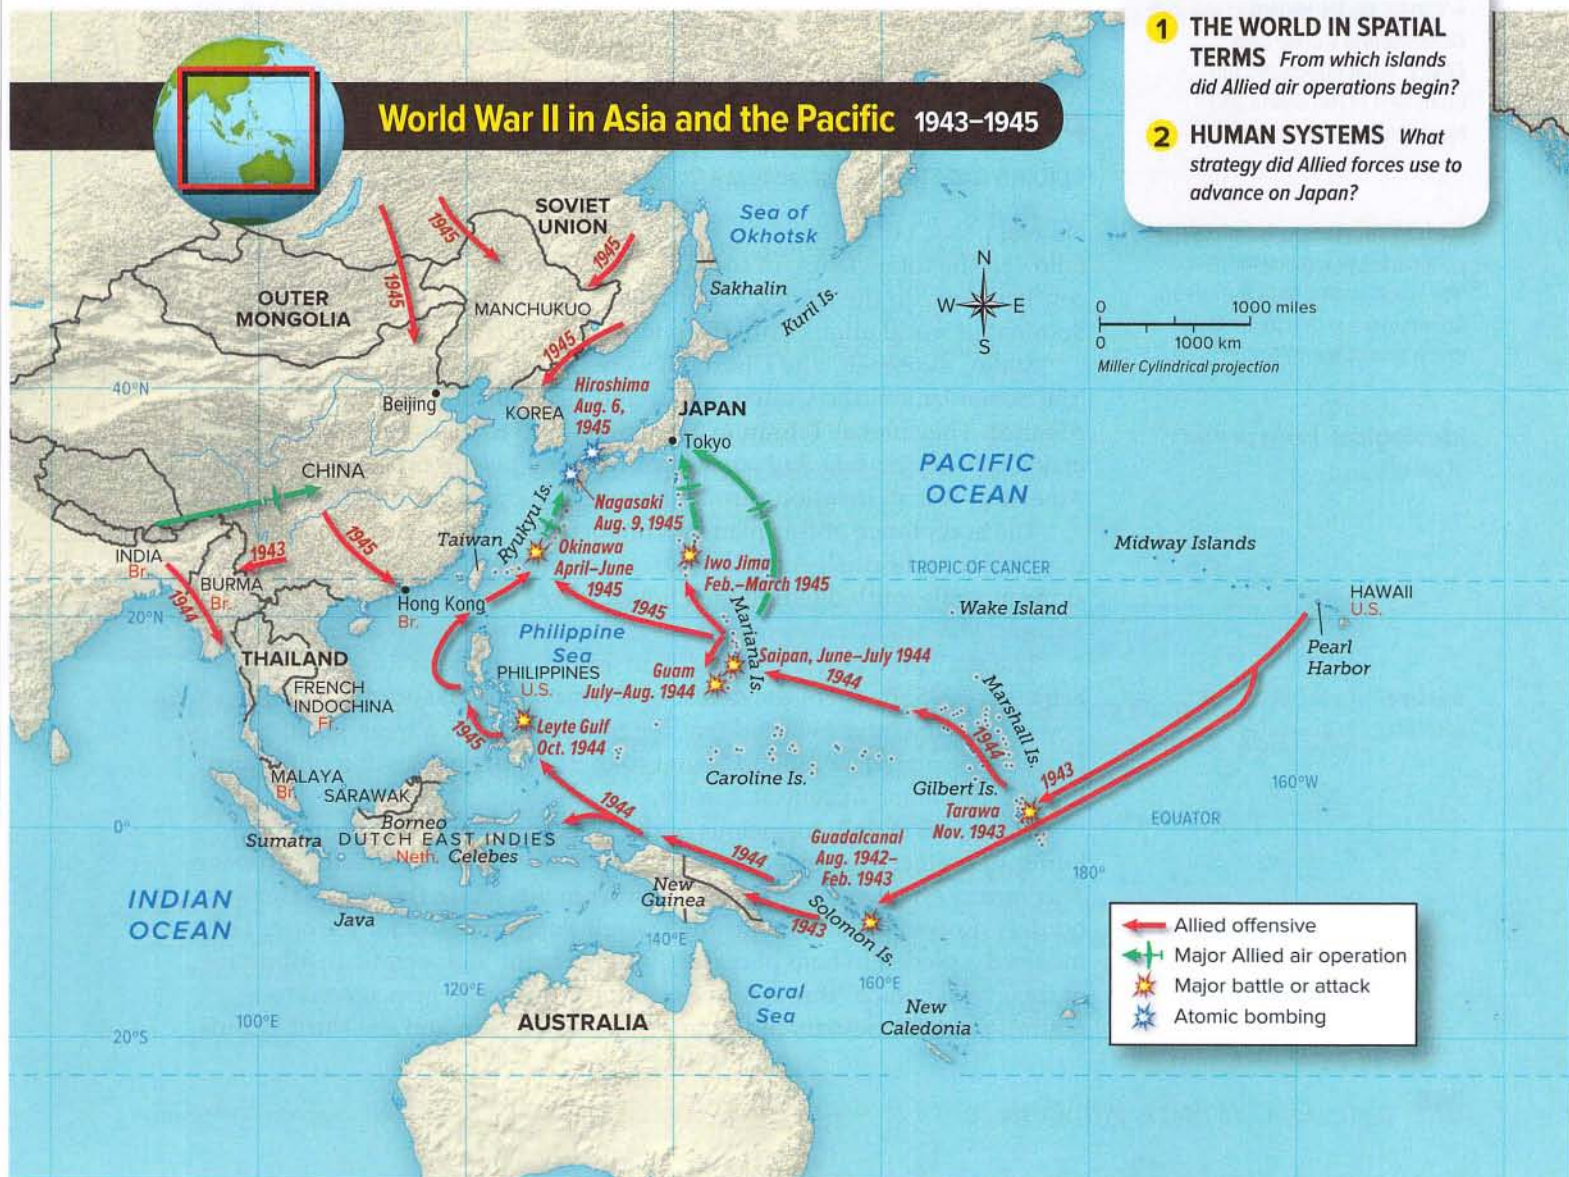 1 THE WORLD IN SPATIAL
TERMS From which islands
did Allied air operations begin?
2 HUMAN SYSTEMS What
strategy did Allied forces use to
advance on Japan?
World War II in Asia and the Pacific 1943–1945
SOVIET
UNION
Sea of
Okhotsk
1945
1945
1945
1945
OUTER
MONGOLIA
MANCHUKUO
Sakhalin
Kuril Is.
N
W
E
S
0
1000 miles
0
1000 km
Miller Cylindrical projection
40°N
Beijing
KOREA
Hiroshima
Aug. 6,
1945
JAPAN
Tokyo
CHINA
PACIFIC
OCEAN
Nagasaki
Aug. 9, 1945
Ryukyu Is.
Taiwan
Okinawa
April–June
1945
Iwo Jima
Feb.–March 1945
Midway Islands
TROPIC OF CANCER
INDIA
Br.
1943
1945
BURMA
Br.
1944
Hong Kong
Br.
20°N
1945
Wake Island
HAWAII
U.S.
Pearl
Harbor
Philippine
Sea
Mariana Is.
THAILAND
PHILIPPINES
U.S.
Guam
July–Aug. 1944
Saipan, June–July 1944
1944
FRENCH
INDOCHINA
Fr.
1945
Leyte Gulf
Oct. 1944
Marshall Is.
1944
Caroline Is.
Gilbert Is.
1943
160°W
MALAYA
Br.
SARAWAK
1944
Tarawa
Nov. 1943
EQUATOR
0°
Sumatra
Borneo
DUTCH EAST INDIES
Neth.
Celebes
1944
Guadalcanal
Aug. 1942–
Feb. 1943
180°
New
Guinea
INDIAN
OCEAN
Java
1943
Solomon Is.
140°E
160°E
120°E
100°E
Coral
Sea
New
Caledonia
AUSTRALIA
20°S
Allied offensive
Major Allied air operation
Major battle or attack
Atomic bombing